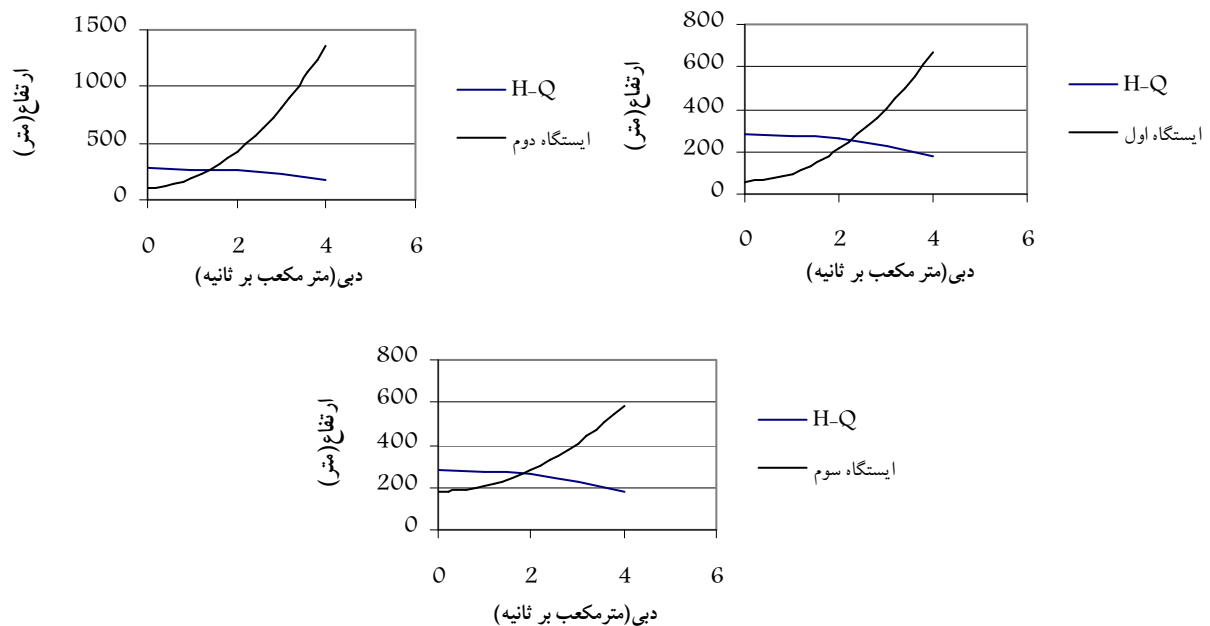 1500
1000
500
0
0 2 4 6
ارتفاع(متر)
دبی(متر مکعب بر ثانیه)
H-Q
ایستگاه دوم
800
600
400
200
0
0 2 4 6
ارتفاع(متر)
دبی(متر مکعب بر ثانیه)
H-Q
ایستگاه اول
800
600
400
200
0
0 2 4 6
ارتفاع(متر)
دبی(مترمکعب بر ثانیه)
H-Q
ایستگاه سوم